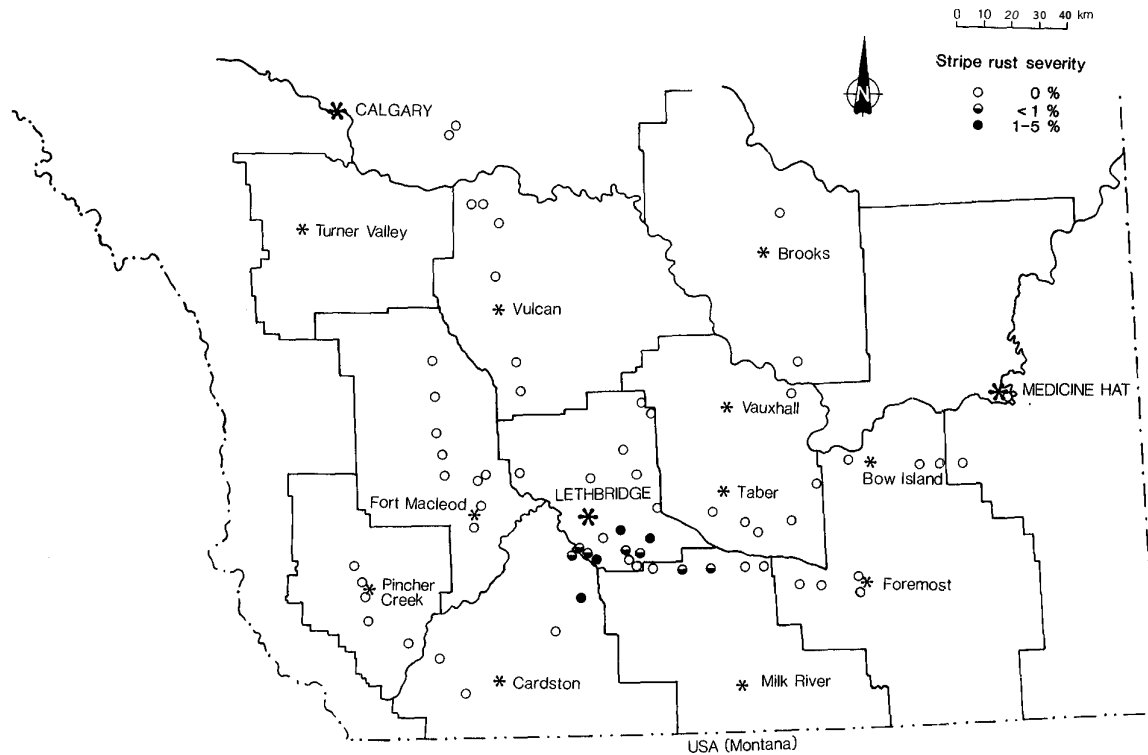 0 10 20 30 40 km
Stripe rust severity
0 %
< 1 %
1-5 %
N
CALGARY
Turner Valley
Brooks
Vulcan
MEDICINE HAT
Vauxhall
Bow Island
LETHBRIDGE
Taber
Fort Macleod
Pincher
Creek
Foremost
Cardston
Milk River
USA (Montana)